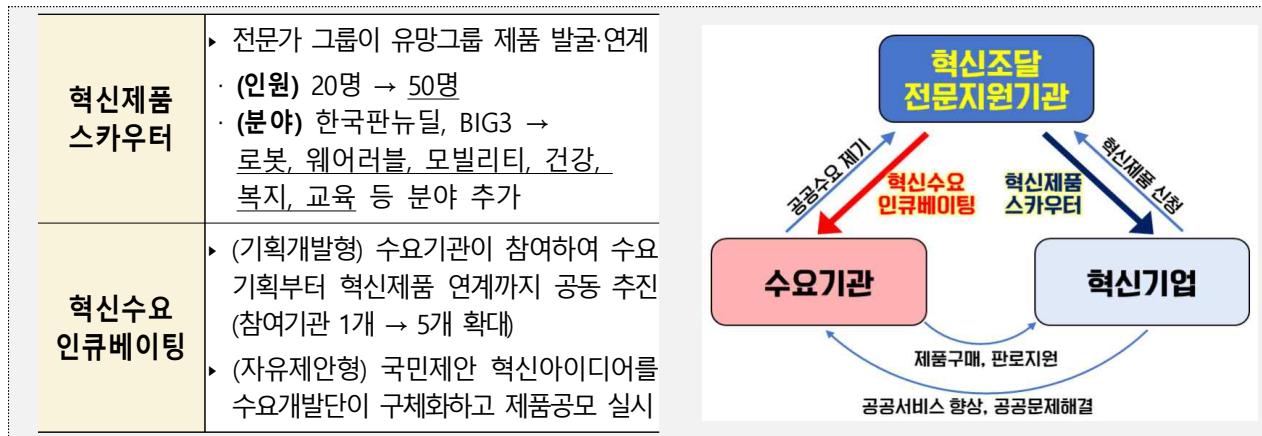 혁신제품
스카우터
▸ 전문가 그룹이 유망그룹 제품 발굴·연계
· (인원) 20명 → 50명
· (분야) 한국판뉴딜, BIG3 →
로봇, 웨어러블, 모빌리티, 건강,
복지, 교육 등 분야 추가
혁신수요
인큐베이팅
▸ (기획개발형) 수요기관이 참여하여 수요
기획부터 혁신제품 연계까지 공동 추진
(참여기관 1개 → 5개 확대)
▸ (자유제안형) 국민제안 혁신아이디어를
수요개발단이 구체화하고 제품공모 실시
혁신조달
전문지원기관
공공수요 제기
혁신수요
인큐베이팅
혁신제품
스카우터
혁신제품 신청
수요기관
혁신기업
제품구매, 판로지원
공공서비스 향상, 공공문제해결